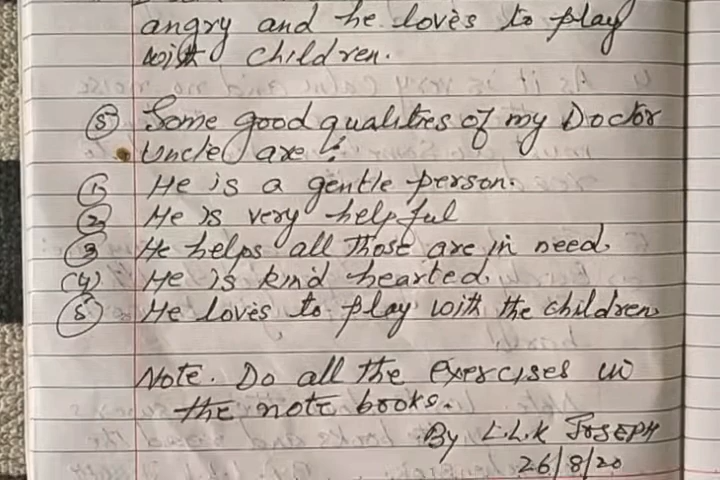 angry and he loves to play
with children.
(5) Some good qualities of my Doctor
Uncle are :-
(1) He is a gentle person.
(2) He is very helpful
(3) He helps all those are in need.
(4) He is kind hearted.
(5) He loves to play with the children
Note. Do all the exercises in
the note books.
By L.L.K JOSEPH
26/8/20